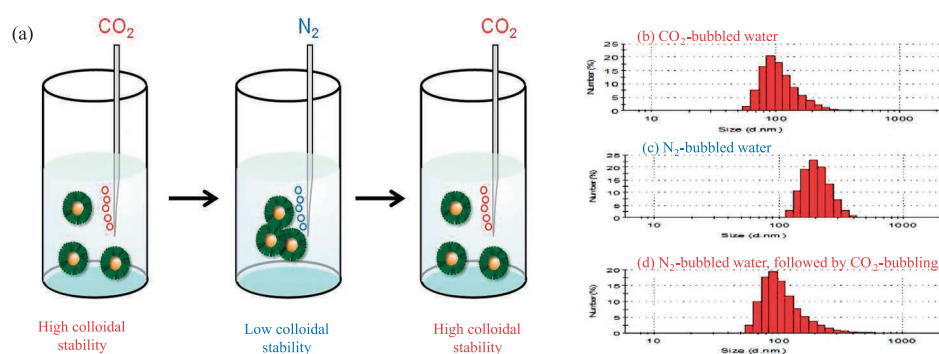 (a)
CO2
N2
CO2
High colloidal
stability
Low colloidal
stability
High colloidal
stability
(b) CO2-bubbled water
Number (%)
25
20
15
10
5
10
100
1000
Size (d.nm)
(c) N2-bubbled water
Number (%)
25
20
15
10
5
0
10
100
1000
Size (d.nm)
(d) N2-bubbled water, followed by CO2-bubbling
Number (%)
20
15
10
5
0
10
100
1000
Size (d.nm)